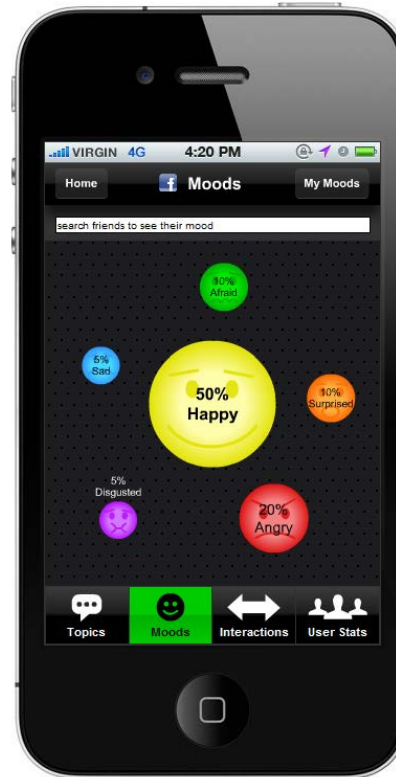 VIRGIN 4G 4:20 PM
Home f Moods My Moods
search friends to see their mood
10%
Afraid
5%
Sad
50%
Happy
10%
Surprised
5%
Disgusted
20%
Angry
Topics Moods Interactions User Stats